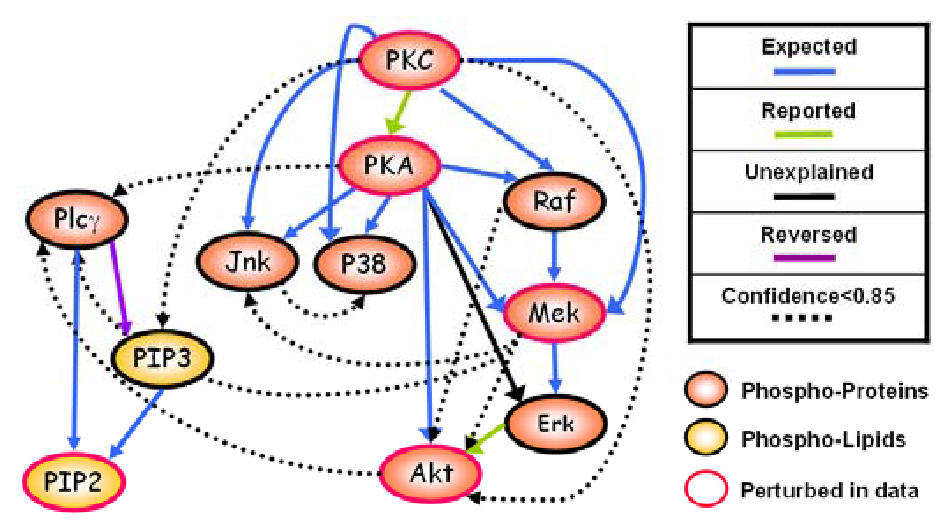 PKC
PKA
Raf
Plcγ
Jnk
P38
Mek
PIP3
Erk
Akt
PIP2
Expected
Reported
Unexplained
Reversed
Confidence<0.85
Phospho-Proteins
Phospho-Lipids
Perturbed in data